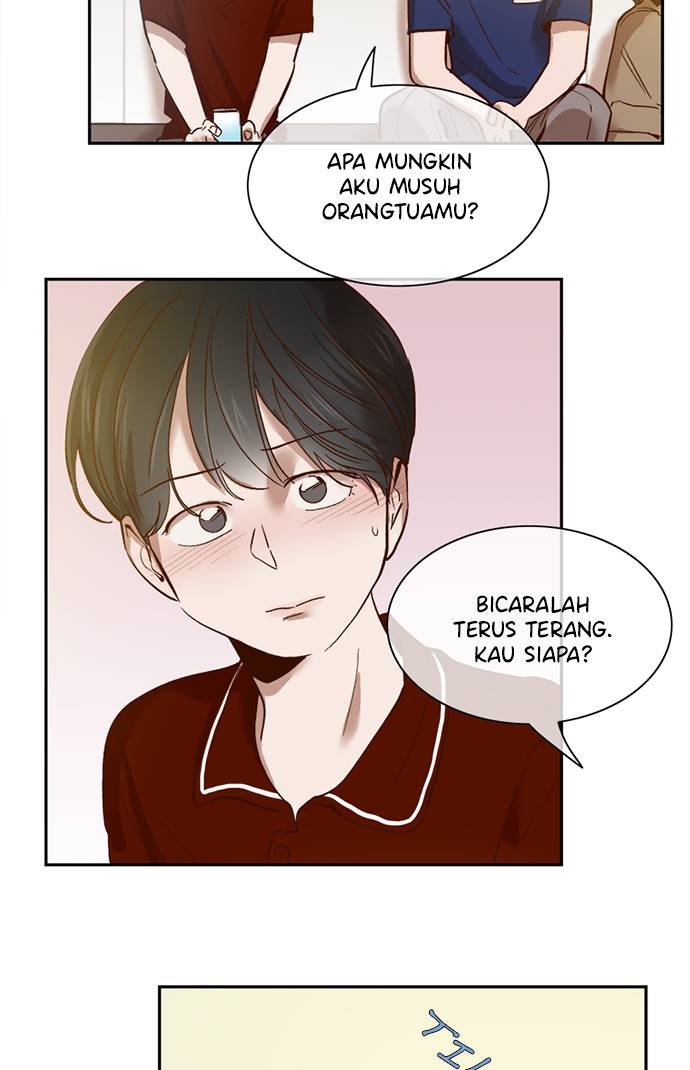 APA MUNGKIN
AKU MUSUH
ORANGTUAMU?
BICARALAH
TERUS TERANG.
KAU SIAPA?